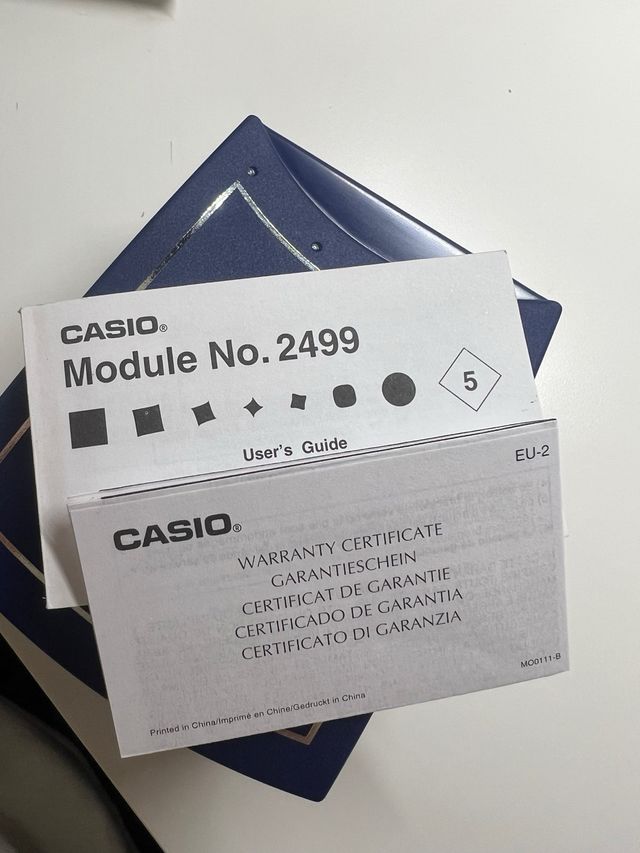 CASIO®
Module No. 2499
5
User's Guide
EU-2
CASIO®
WARRANTY CERTIFICATE
GARANTIESCHEIN
CERTIFICAT DE GARANTIE
CERTIFICADO DE GARANTIA
CERTIFICATO DI GARANZIA
MO0111-B
Printed in China/Imprimé en Chine/Gedruckt in China